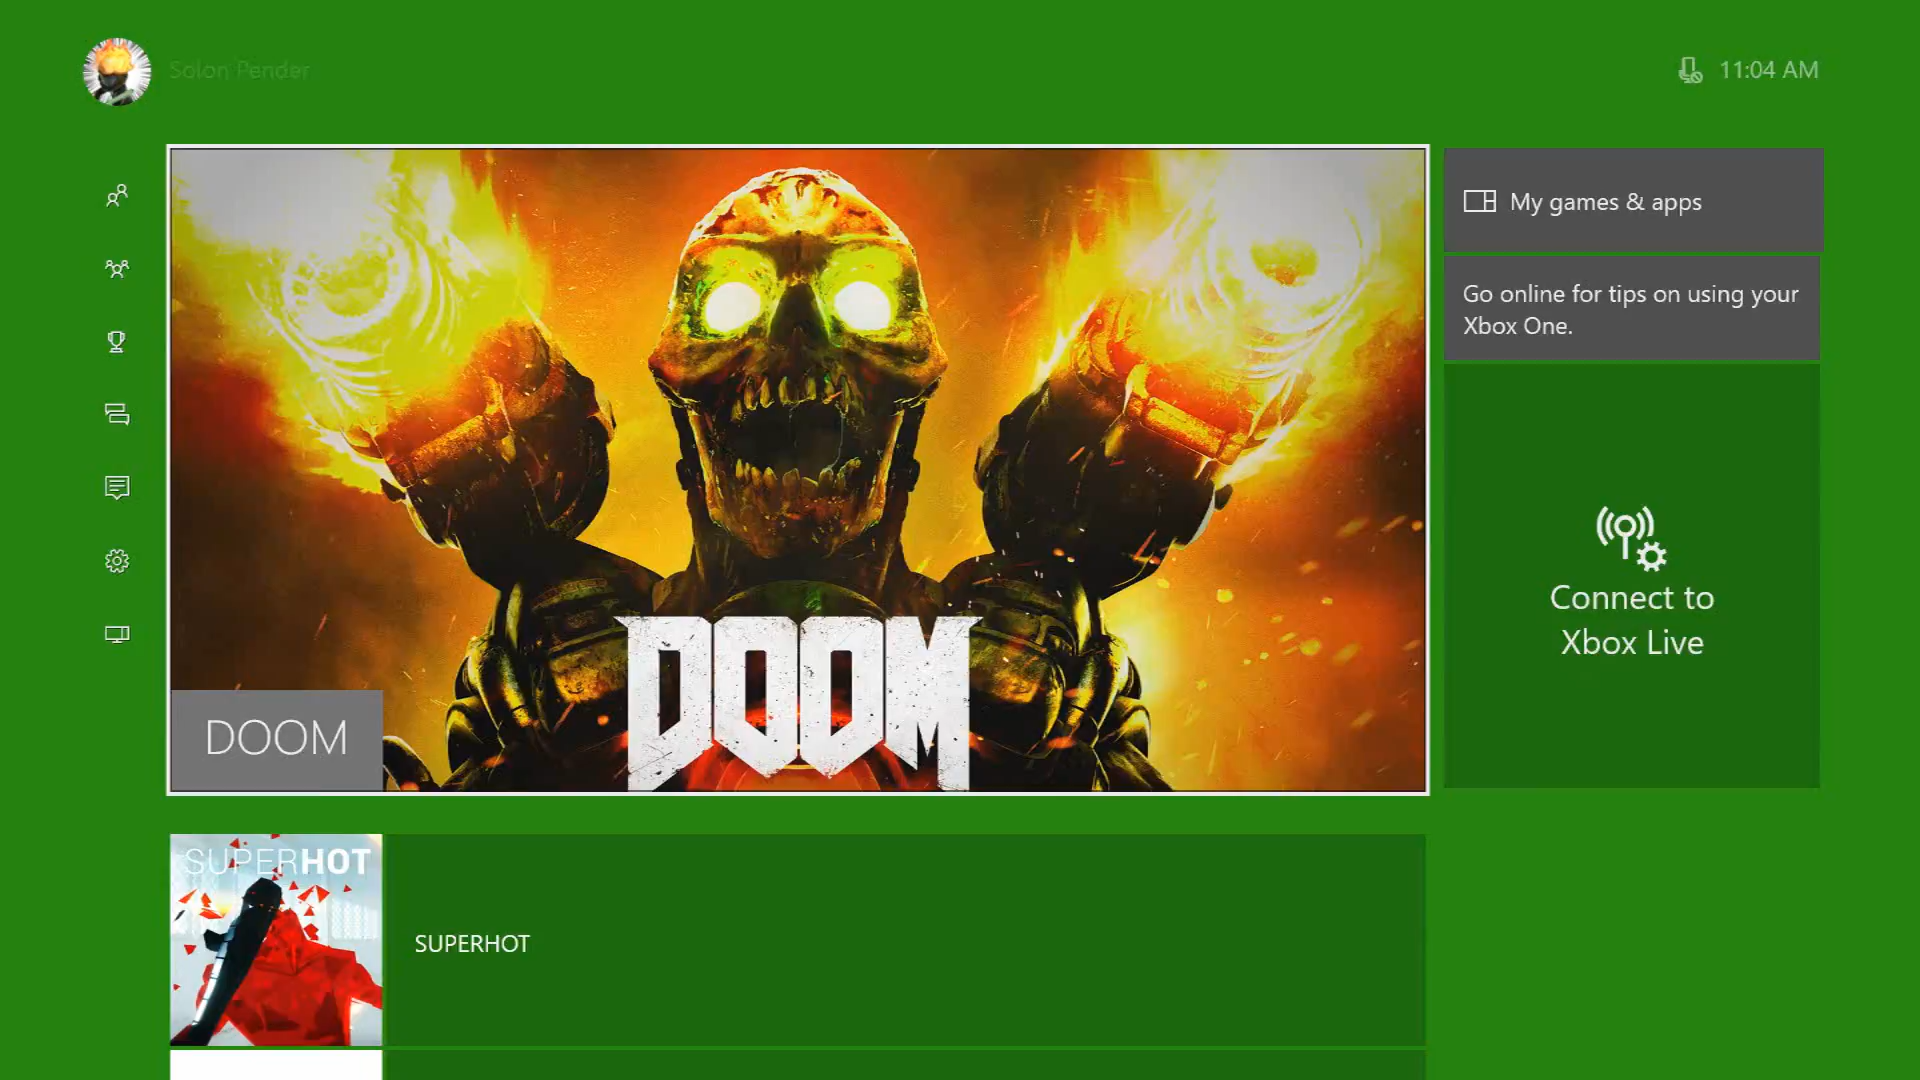 Solon Pender
11:04 AM
My games & apps
Go online for tips on using your
Xbox One.
Connect to
Xbox Live
DOOM
DOOM
SUPERHOT
SUPERHOT